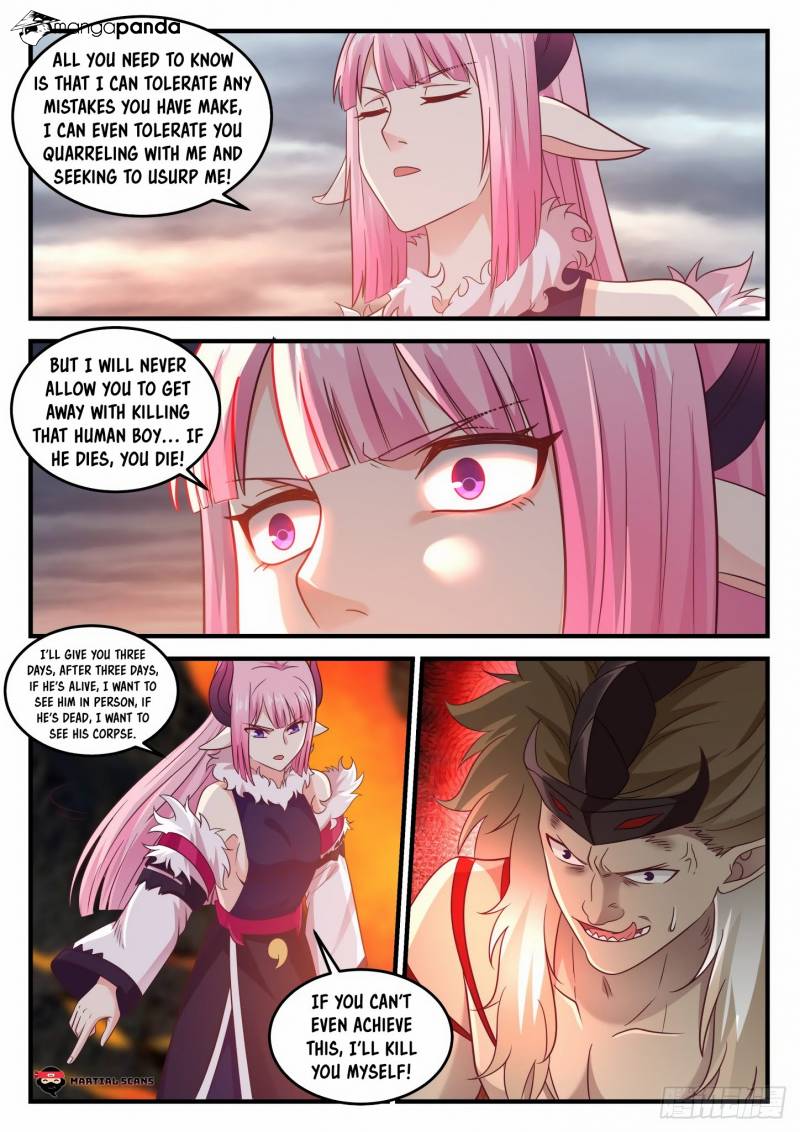 mangapanda
ALL YOU NEED TO KNOW
IS THAT I CAN TOLERATE ANY
MISTAKES YOU HAVE MAKE,
I CAN EVEN TOLERATE YOU
QUARRELING WITH ME AND
SEEKING TO USURP ME!
BUT I WILL NEVER
ALLOW YOU TO GET
AWAY WITH KILLING
THAT HUMAN BOY... IF
HE DIES, YOU DIE!
I'LL GIVE YOU THREE
DAYS, AFTER THREE DAYS,
IF HE'S ALIVE, I WANT TO
SEE HIM IN PERSON, IF
HE'S DEAD, I WANT TO
SEE HIS CORPSE.
IF YOU CAN'T
EVEN ACHIEVE
THIS, I'LL KILL
YOU MYSELF!
MARTIAL SCANS